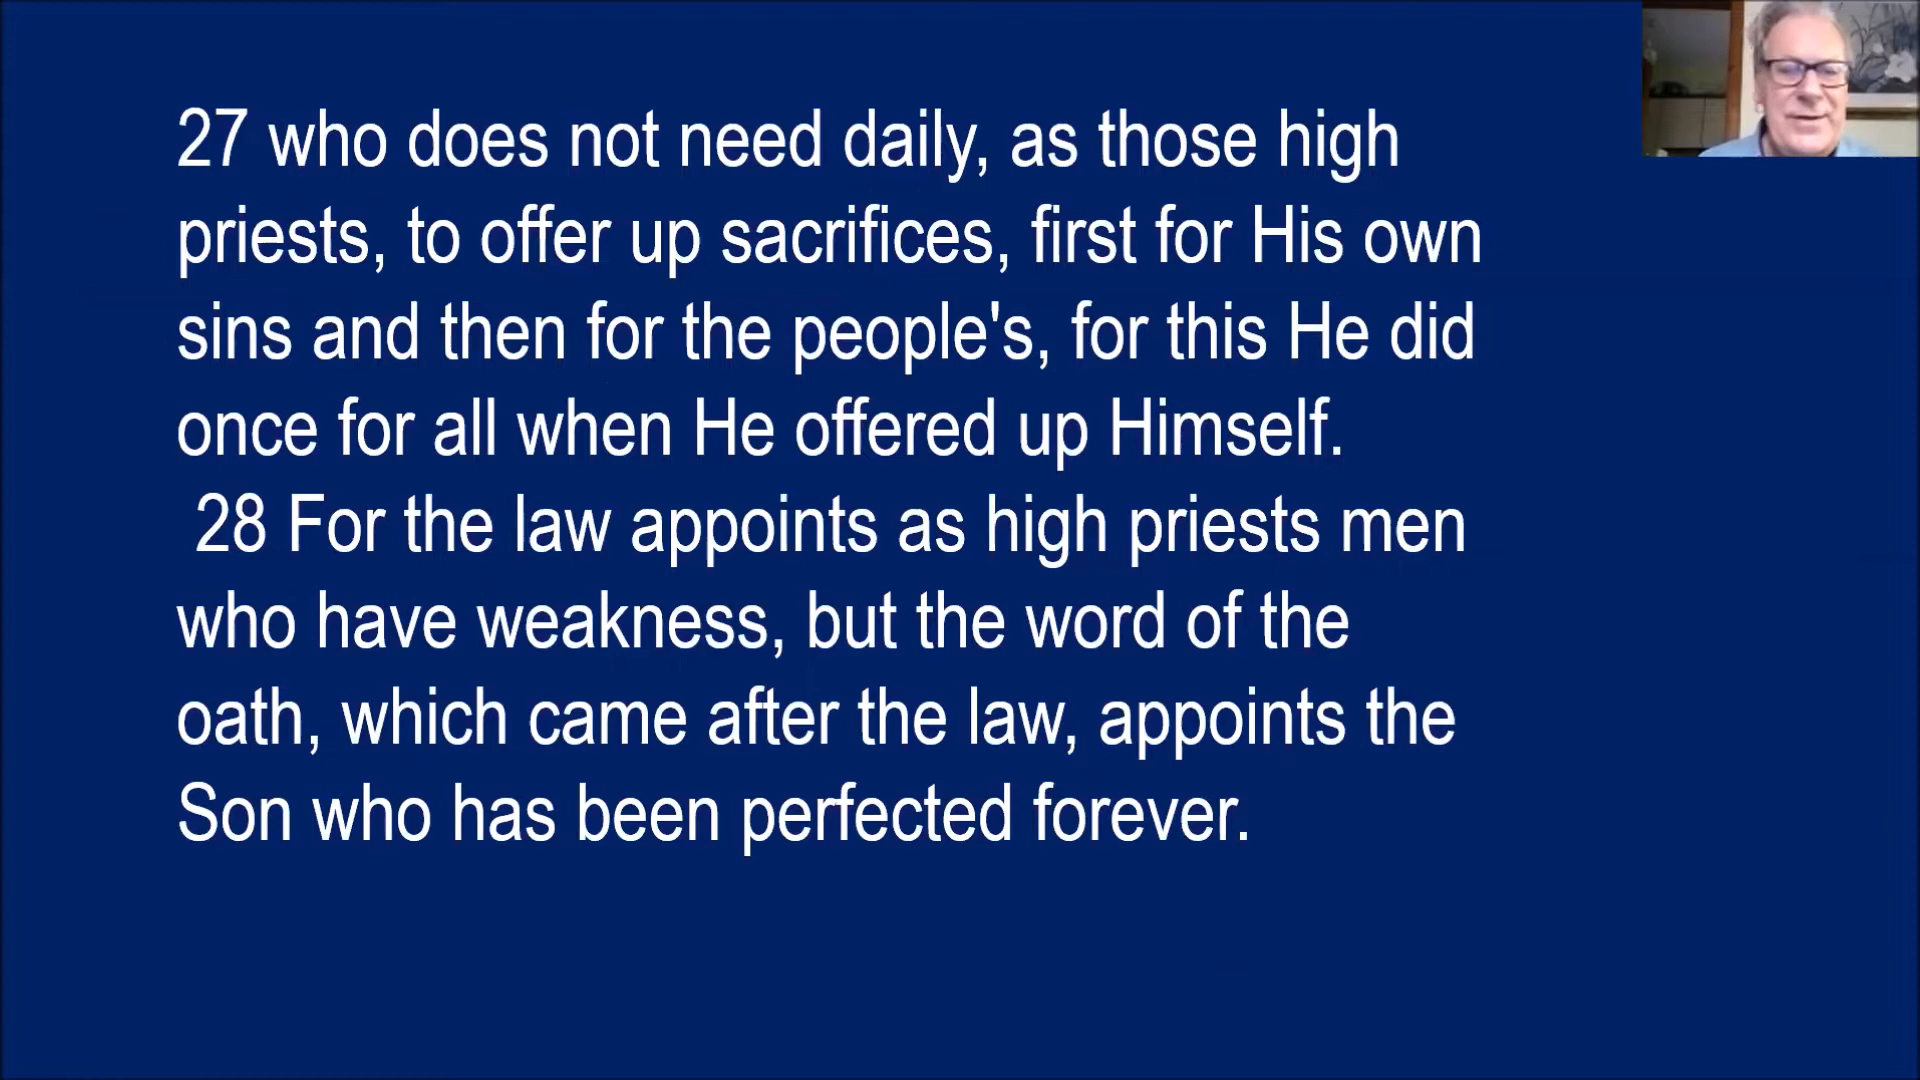 27 who does not need daily, as those high
priests, to offer up sacrifices, first for His own
sins and then for the people's, for this He did
once for all when He offered up Himself.
28 For the law appoints as high priests men
who have weakness, but the word of the
oath, which came after the law, appoints the
Son who has been perfected forever.